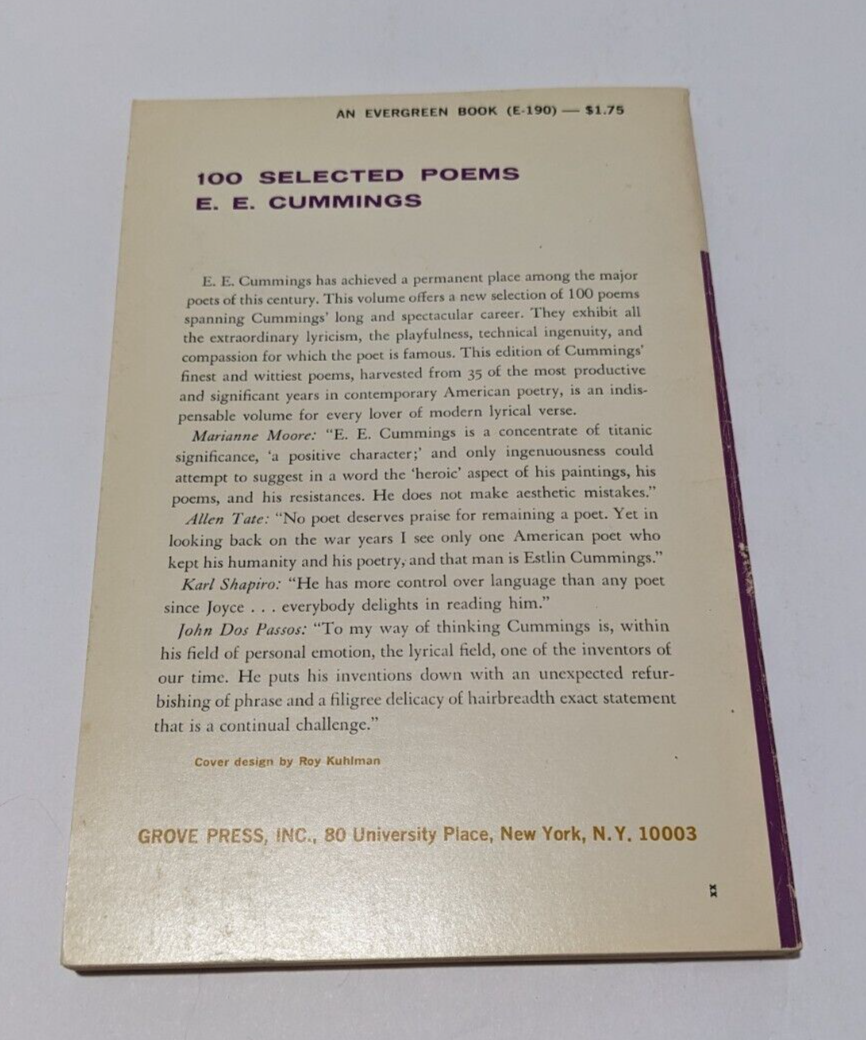 AN EVERGREEN BOOK (E-190) — $1.75
100 SELECTED POEMS
E. E. CUMMINGS
E. E. Cummings has achieved a permanent place among the major
poets of this century. This volume offers a new selection of 100 poems
spanning Cummings' long and spectacular career. They exhibit all
the extraordinary lyricism, the playfulness, technical ingenuity, and
compassion for which the poet is famous. This edition of Cummings'
finest and wittiest poems, harvested from 35 of the most productive
and significant years in contemporary American poetry, is an indis-
pensable volume for every lover of modern lyrical verse.
Marianne Moore: “E. E. Cummings is a concentrate of titanic
significance, ‘a positive character;’ and only ingenuousness could
attempt to suggest in a word the ‘heroic’ aspect of his paintings, his
poems, and his resistances. He does not make aesthetic mistakes.”
Allen Tate: “No poet deserves praise for remaining a poet. Yet in
looking back on the war years I see only one American poet who
kept his humanity and his poetry, and that man is Estlin Cummings.”
Karl Shapiro: “He has more control over language than any poet
since Joyce . . . everybody delights in reading him.”
John Dos Passos: “To my way of thinking Cummings is, within
his field of personal emotion, the lyrical field, one of the inventors of
our time. He puts his inventions down with an unexpected refur-
bishing of phrase and a filigree delicacy of hairbreadth exact statement
that is a continual challenge.”
Cover design by Roy Kuhlman
GROVE PRESS, INC., 80 University Place, New York, N.Y. 10003
xx